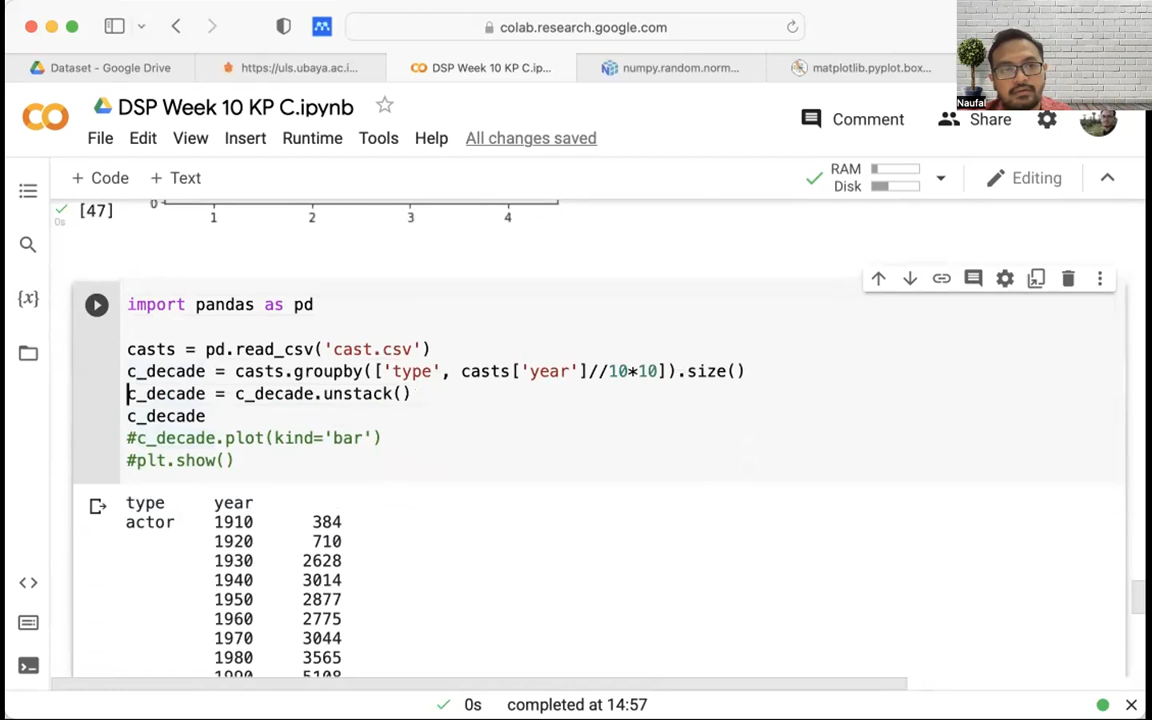 colab.research.google.com
Dataset - Google Drive
https://uls.ubaya.ac.i...
DSP Week 10 KP C.ip...
numpy.random.norm...
matplotlib.pyplot.box...
Naufal
DSP Week 10 KP C.ipynb
File Edit View Insert Runtime Tools Help All changes saved
Comment Share
+ Code + Text
RAM
Disk
Editing
[47]
0s
0
1 2 3 4
import pandas as pd
casts = pd.read_csv('cast.csv')
c_decade = casts.groupby(['type', casts['year']//10*10]).size()
c_decade = c_decade.unstack()
c_decade
#c_decade.plot(kind='bar')
#plt.show()
type year
actor 1910 384
1920 710
1930 2628
1940 3014
1950 2877
1960 2775
1970 3044
1980 3565
1990 5108
0s completed at 14:57